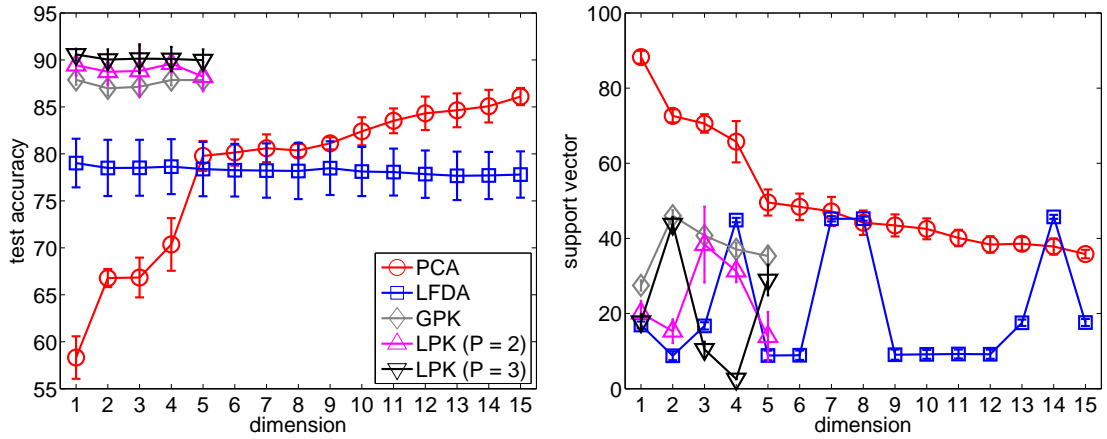 test accuracy
95
90
85
80
75
70
65
60
55
1 2 3 4 5 6 7 8 9 10 11 12 13 14 15
dimension
PCA
LFDA
GPK
LPK (P = 2)
LPK (P = 3)
support vector
100
80
60
40
20
0
1 2 3 4 5 6 7 8 9 10 11 12 13 14 15
dimension